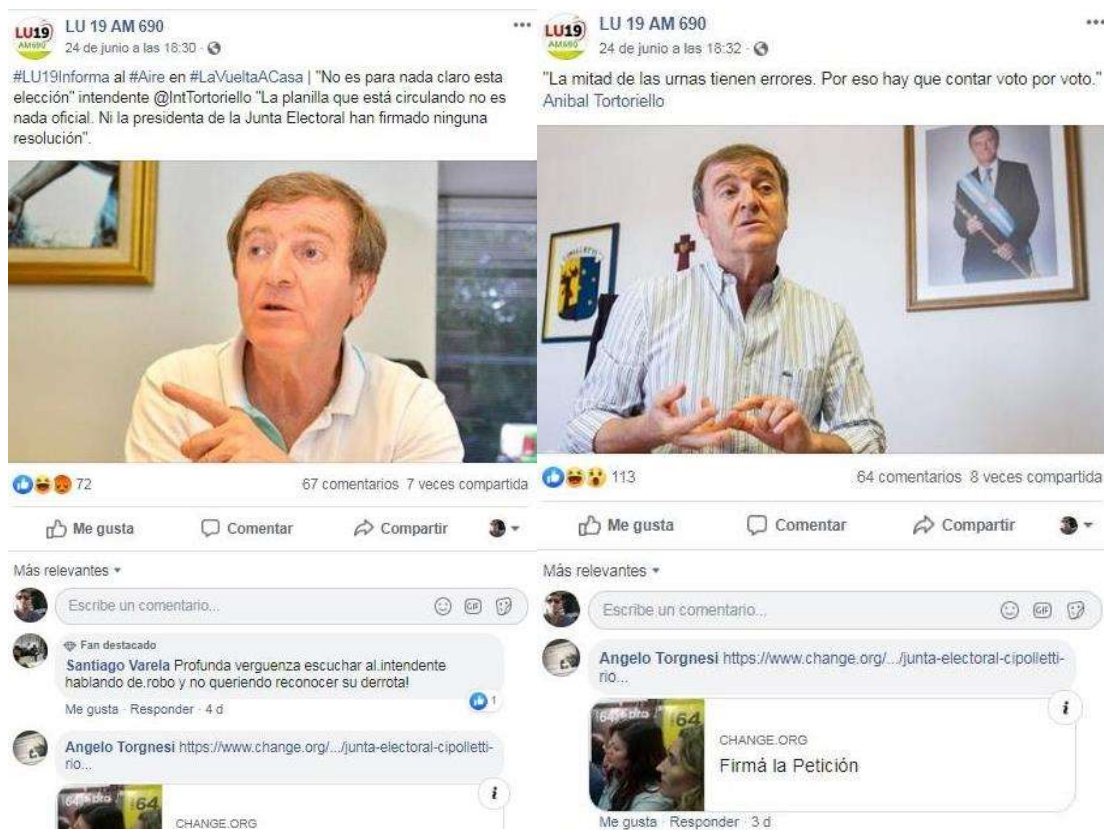 LU19
AM690
LU 19 AM 690
24 de junio a las 18:30
#LU19Informa al #Aire en #LaVueltaACasa | "No es para nada claro esta
elección" intendente @IntTortoriello "La planilla que está circulando no es
nada oficial. Ni la presidenta de la Junta Electoral han firmado ninguna
resolución".
72
67 comentarios 7 veces compartida
Me gusta
Comentar
Compartir
Más relevantes
Escribe un comentario...
GIF
Fan destacado
Santiago Varela Profunda verguenza escuchar al.intendente
hablando de.robo y no queriendo reconocer su derrota!
1
Me gusta · Responder · 4 d
Angelo Torgnesi https://www.change.org/.../junta-electoral-cipolletti-
rio...
i
64
CHANGE.ORG
LU19
AM690
LU 19 AM 690
24 de junio a las 18:32
"La mitad de las urnas tienen errores. Por eso hay que contar voto por voto."
Anibal Tortoriello
113
64 comentarios 8 veces compartida
Me gusta
Comentar
Compartir
Más relevantes
Escribe un comentario...
GIF
Angelo Torgnesi https://www.change.org/.../junta-electoral-cipolletti-
rio...
i
64
CHANGE.ORG
Firmá la Petición
Me gusta · Responder · 3 d